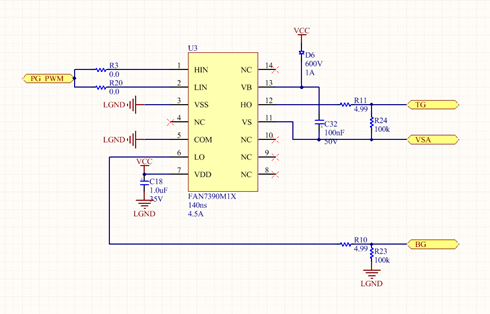 VCC
D6
600V
1A
U3
PG_PWM
R3
0.0
R20
0.0
1 HIN NC 14
2 LIN VB 13
LGND 3 VSS HO 12
R11
4.99
TG
4 NC VS 11
C32
100nF
50V
R24
100k
LGND 5 COM NC 10
VSA
6 LO NC 9
VCC
7 VDD NC 8
C18
1.0uF
35V
LGND
FAN7390M1X
140ns
4.5A
R10
4.99
BG
R23
100k
LGND